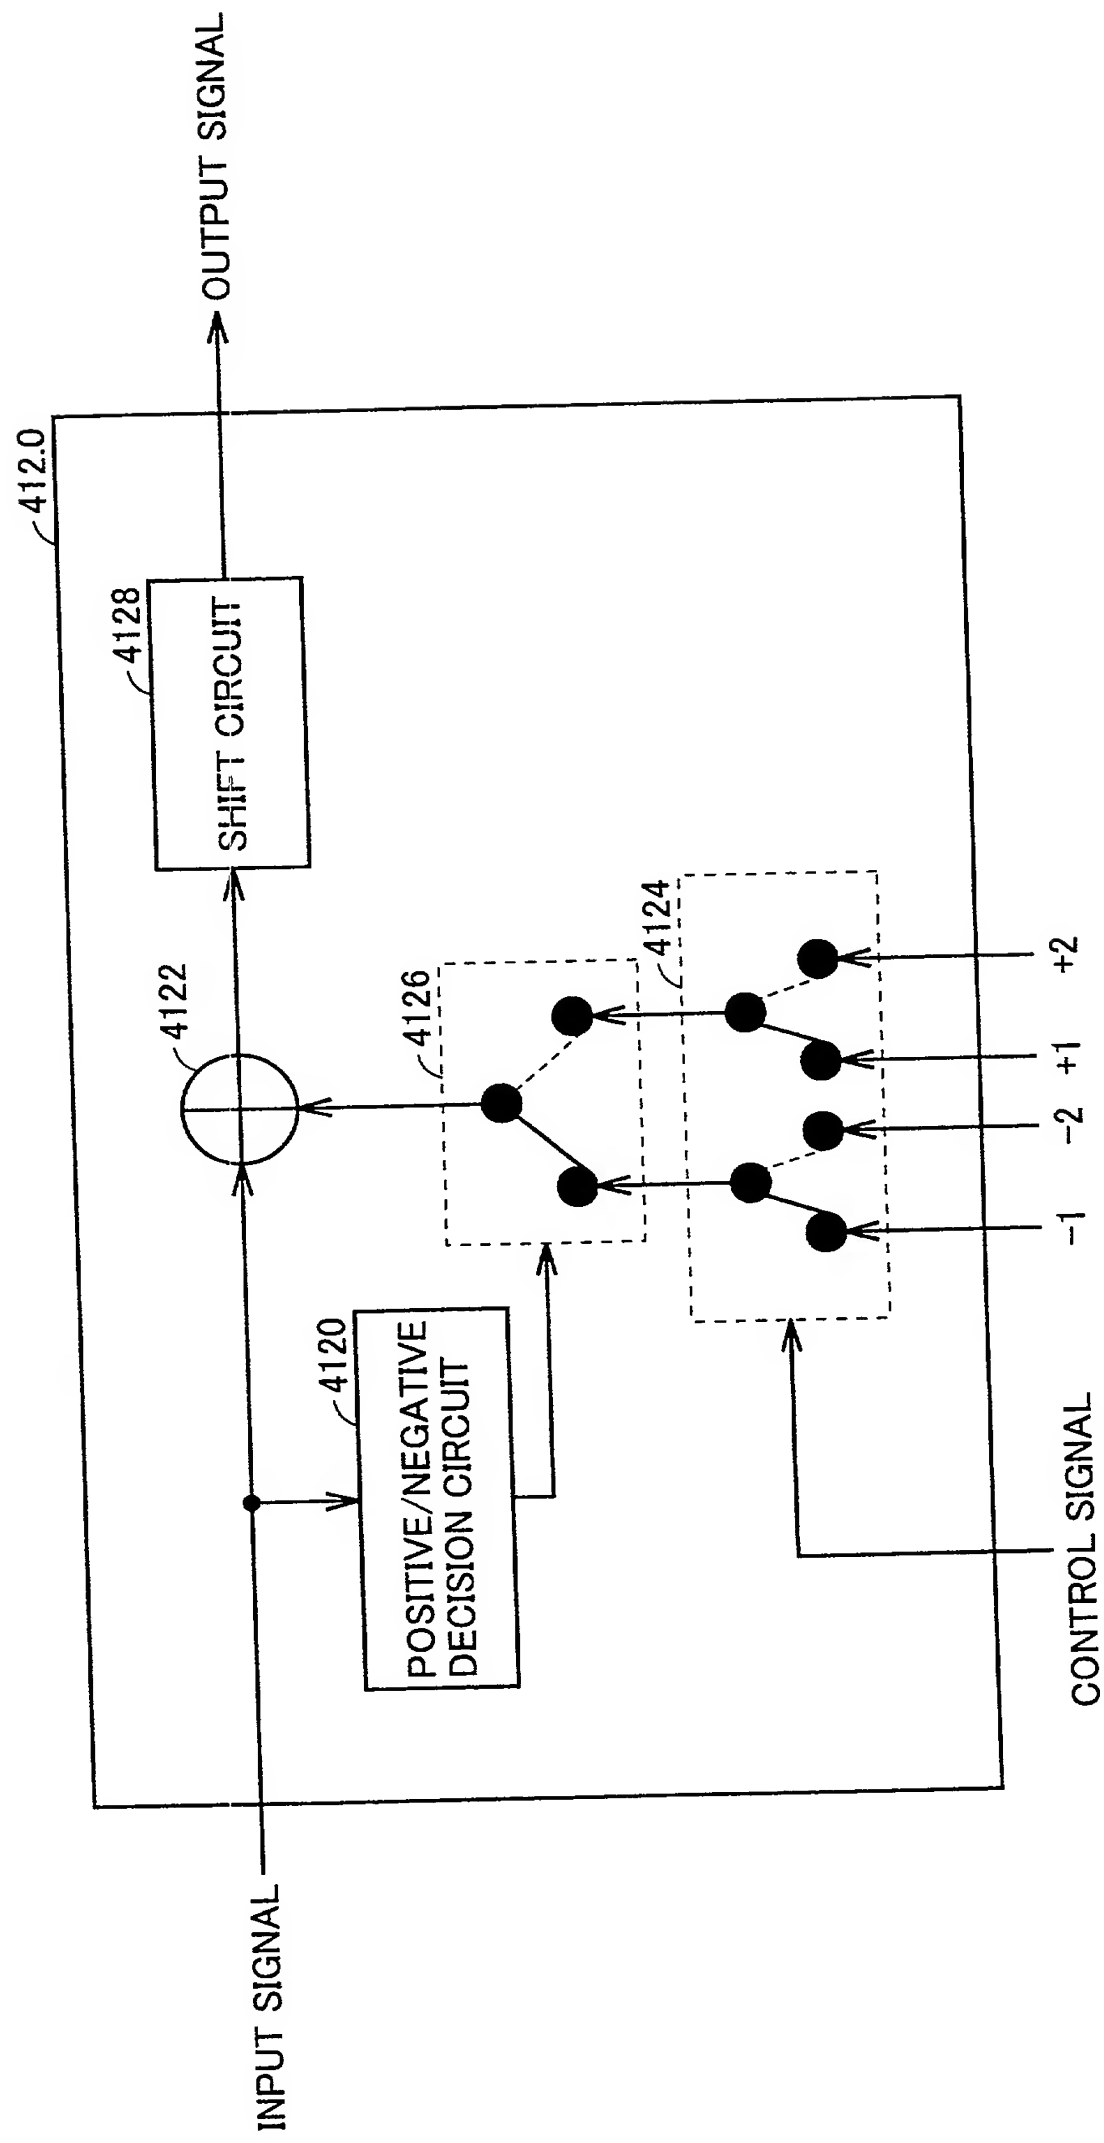 412.0
INPUT SIGNAL
OUTPUT SIGNAL
4122
4128
SHIFT CIRCUIT
4120
POSITIVE/NEGATIVE
DECISION CIRCUIT
4126
4124
-1
-2
+1
+2
CONTROL SIGNAL